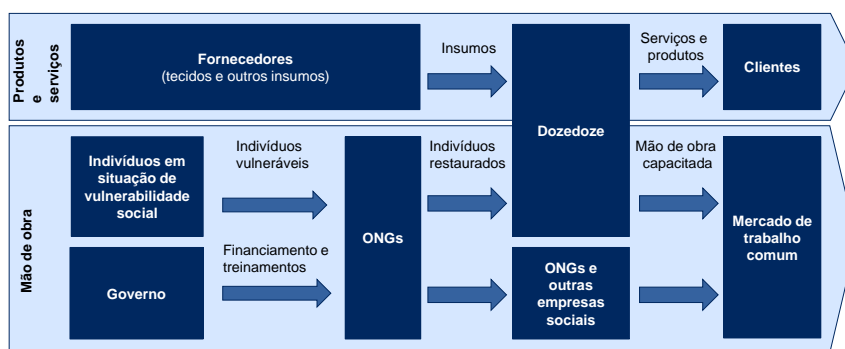 Produtos
e
serviços
Fornecedores
(tecidos e outros insumos)
Insumos
Dozedoze
Serviços e
produtos
Clientes
Mão de obra
Indivíduos em
situação de
vulnerabilidade
social
Indivíduos
vulneráveis
ONGs
Indivíduos
restaurados
Mão de obra
capacitada
Mercado de
trabalho
comum
Governo
Financiamento e
treinamentos
ONGs e
outras
empresas
sociais